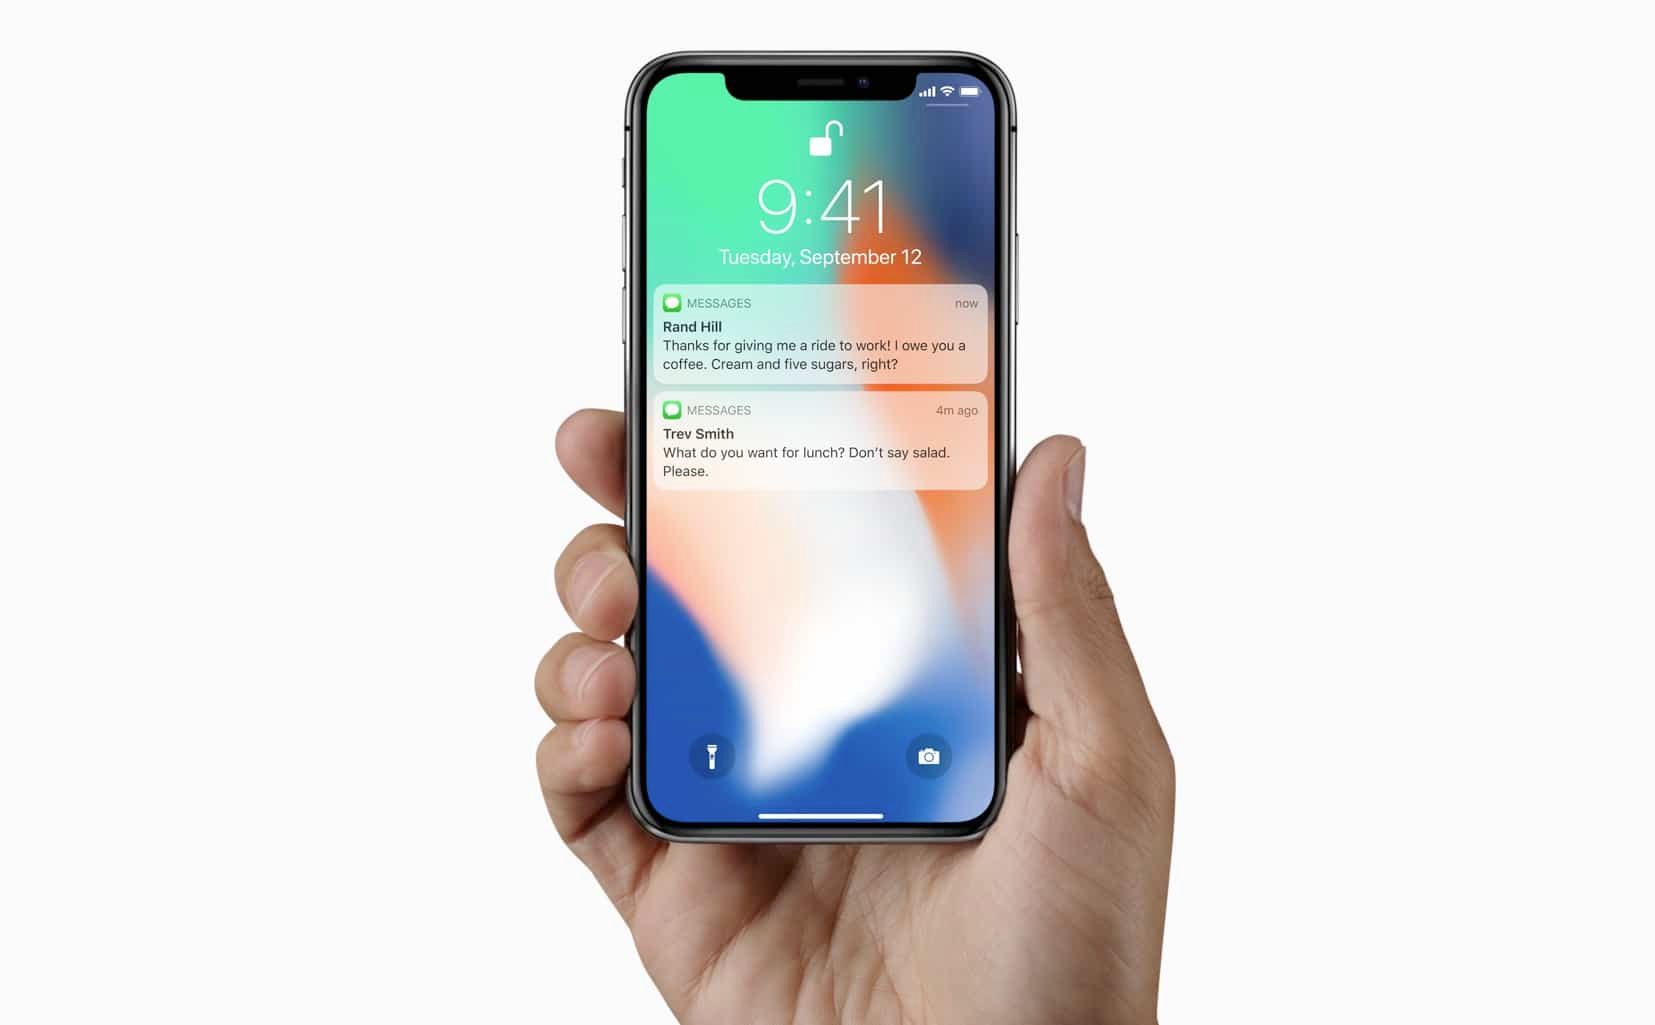 9:41
Tuesday, September 12
MESSAGES now
Rand Hill
Thanks for giving me a ride to work! I owe you a
coffee. Cream and five sugars, right?
MESSAGES 4m ago
Trev Smith
What do you want for lunch? Don’t say salad.
Please.